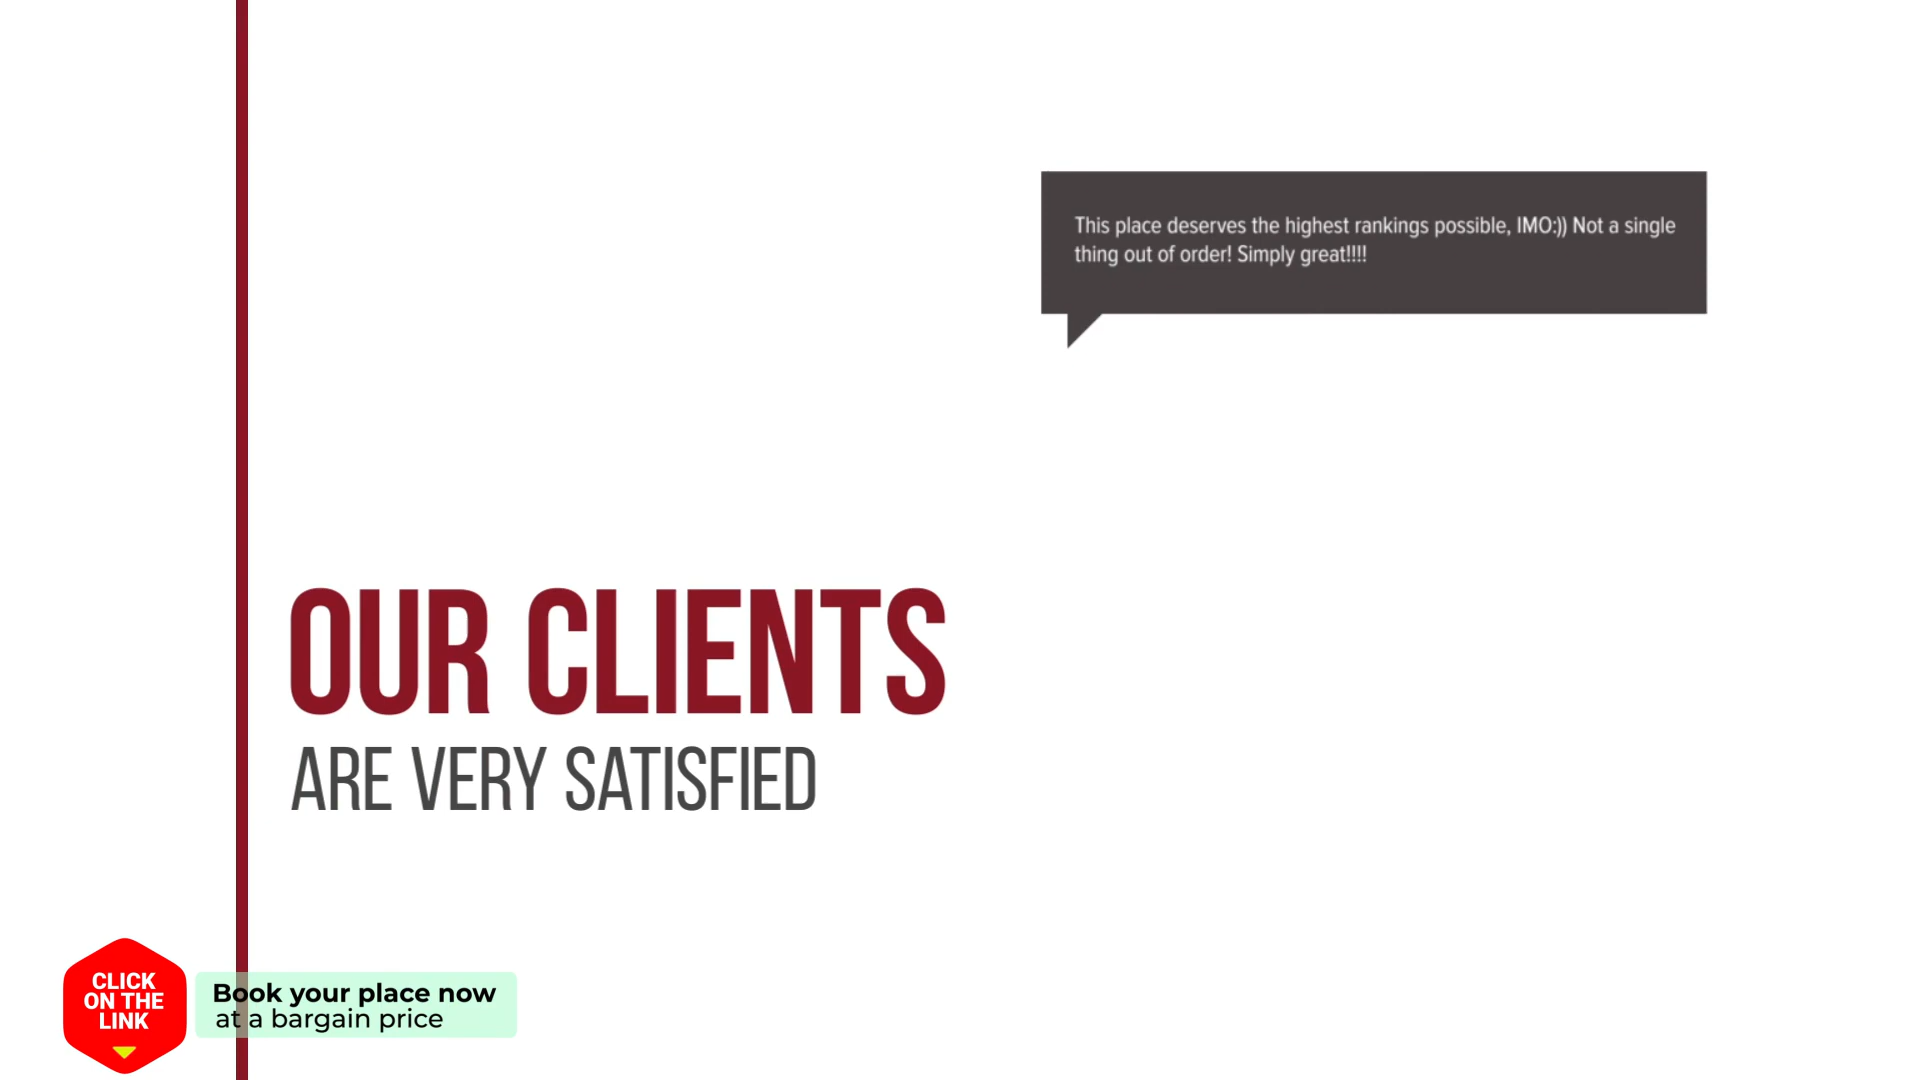 This place deserves the highest rankings possible, IMO:)) Not a single
thing out of order! Simply great!!!!
OUR CLIENTS
ARE VERY SATISFIED
CLICK
ON THE
LINK
Book your place now
at a bargain price